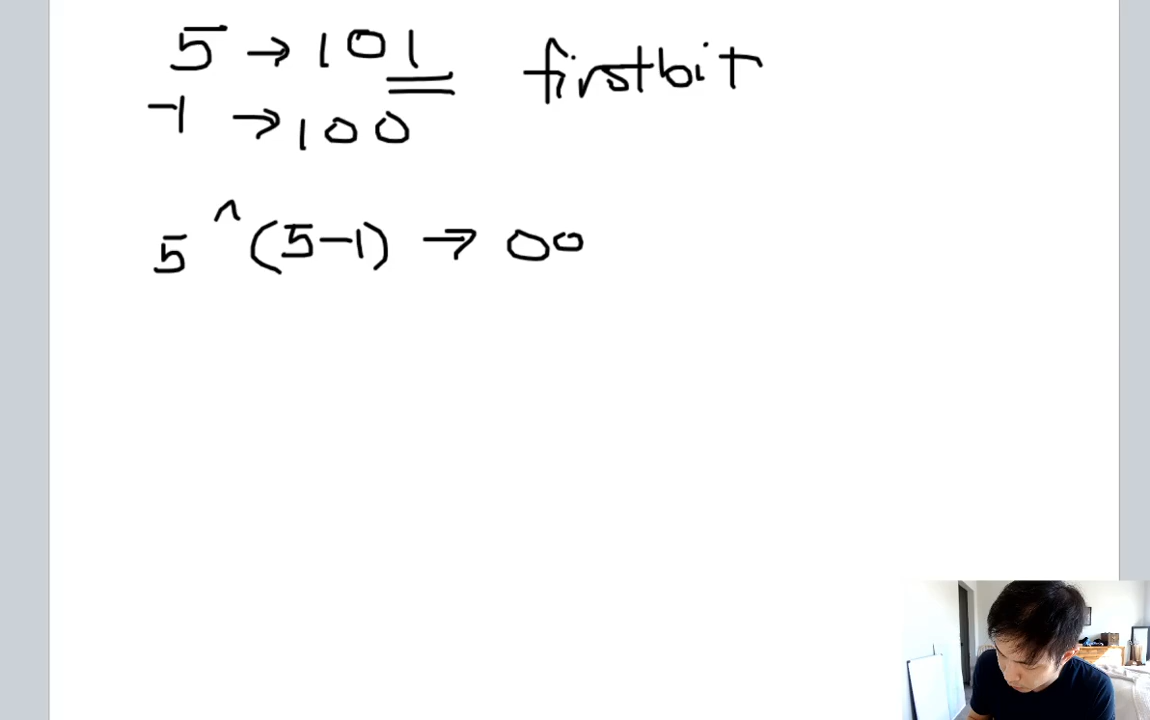 5 → 101 firstbit
-1 → 100
5 ^ (5-1) → 00